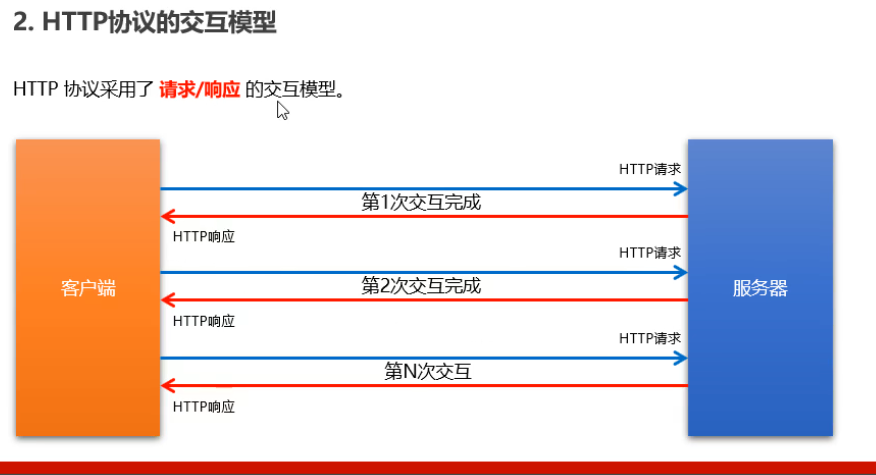 2. HTTP协议的交互模型
HTTP 协议采用了 请求/响应 的交互模型。
HTTP请求
第1次交互完成
HTTP响应
HTTP请求
客户端
第2次交互完成
服务器
HTTP响应
HTTP请求
第N次交互
HTTP响应